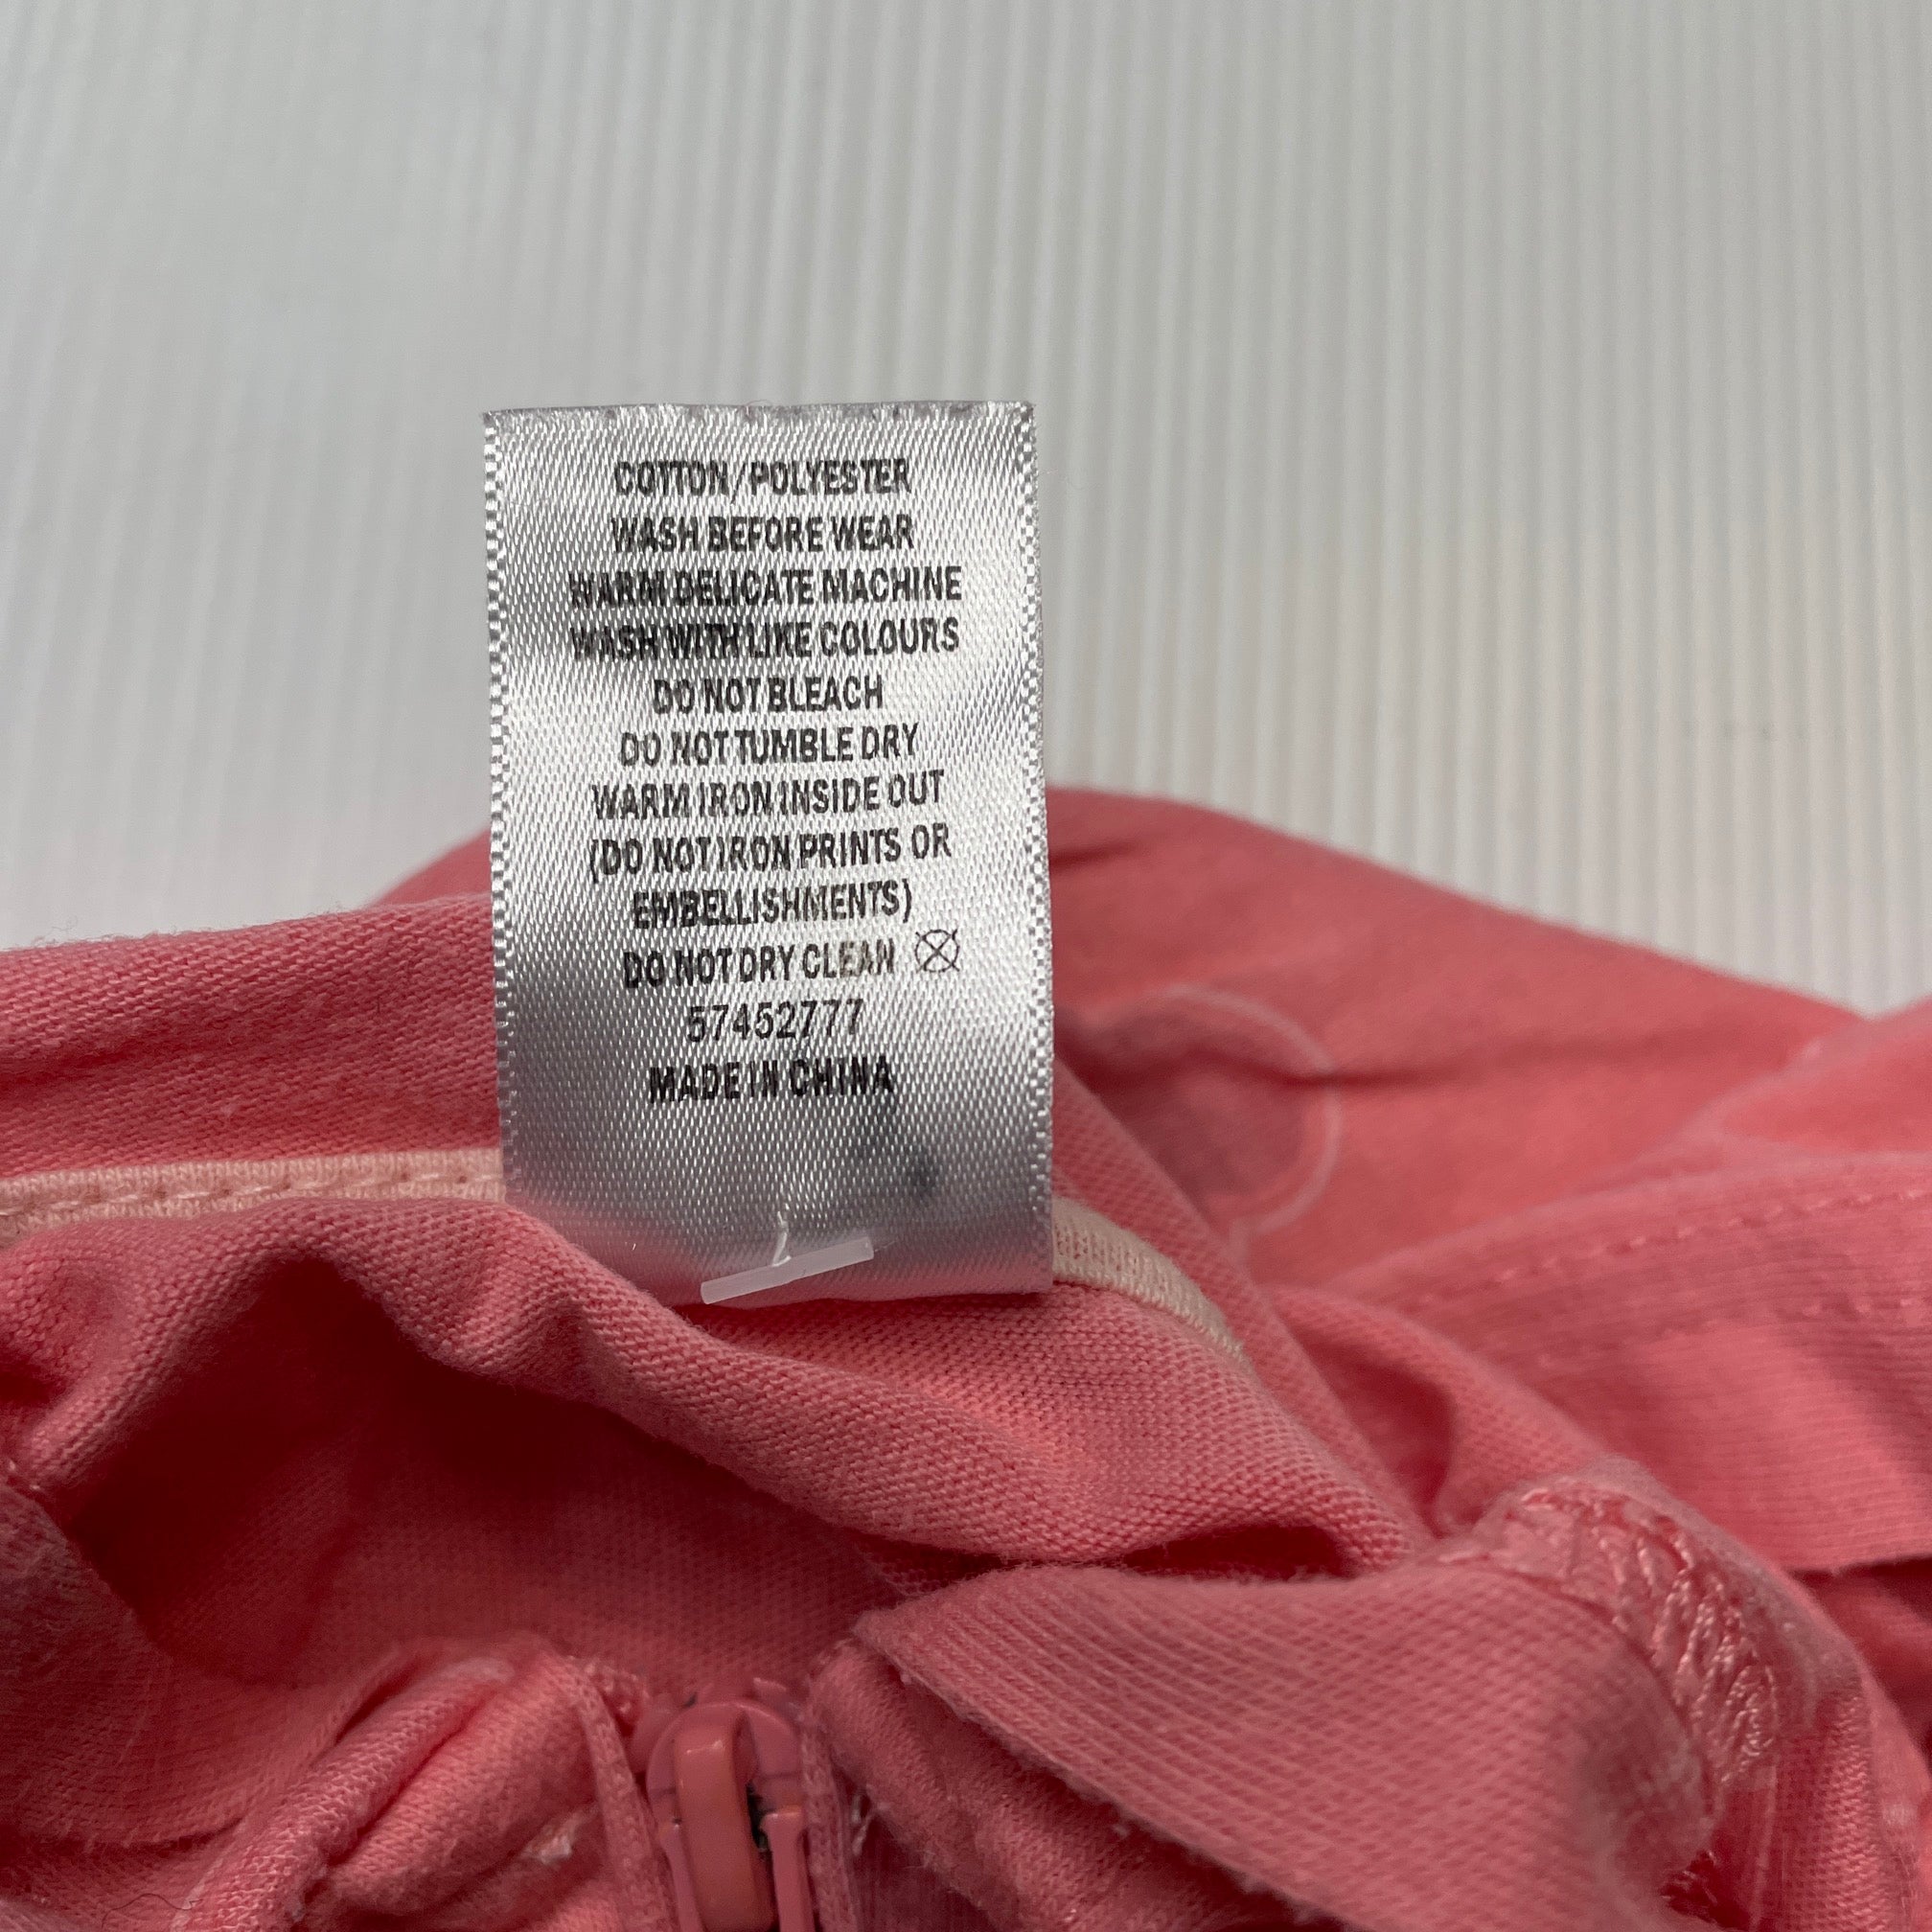 COTTON/POLYESTER
WASH BEFORE WEAR
WARM DELICATE MACHINE
WASH WITH LIKE COLOURS
DO NOT BLEACH
DO NOT TUMBLE DRY
WARM IRON INSIDE OUT
(DO NOT IRON PRINTS OR
EMBELLISHMENTS)
DO NOT DRY CLEAN
57452777
MADE IN CHINA